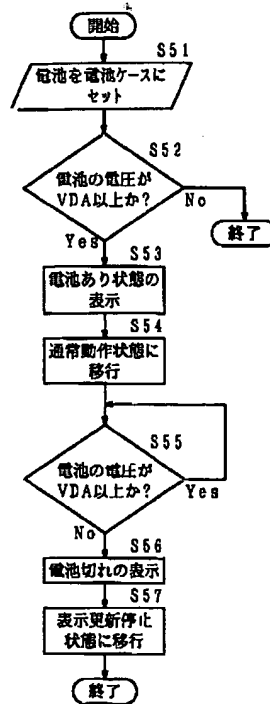 開始
S51
電池を電池ケースに
セット
S52
電池の電圧が
VDA以上か?
No
終了
Yes
S53
電池あり状態の
表示
S54
通常動作状態に
移行
S55
電池の電圧が
VDA以上か?
Yes
No
S56
電池切れの表示
S57
表示更新停止
状態に移行
終了